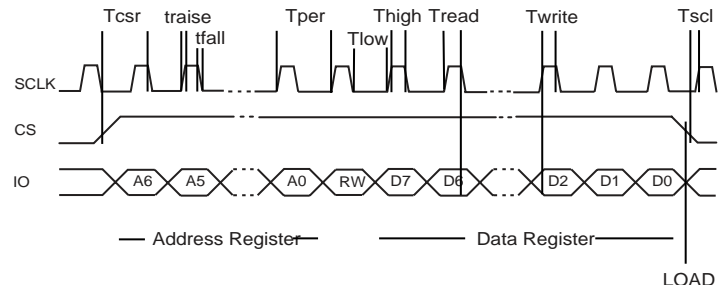 Tcsr traise Tper Thigh Tread Twrite Tscl
tfall Tlow
SCLK
CS
IO A6 A5 A0 RW D7 D6 D2 D1 D0
Address Register Data Register
LOAD